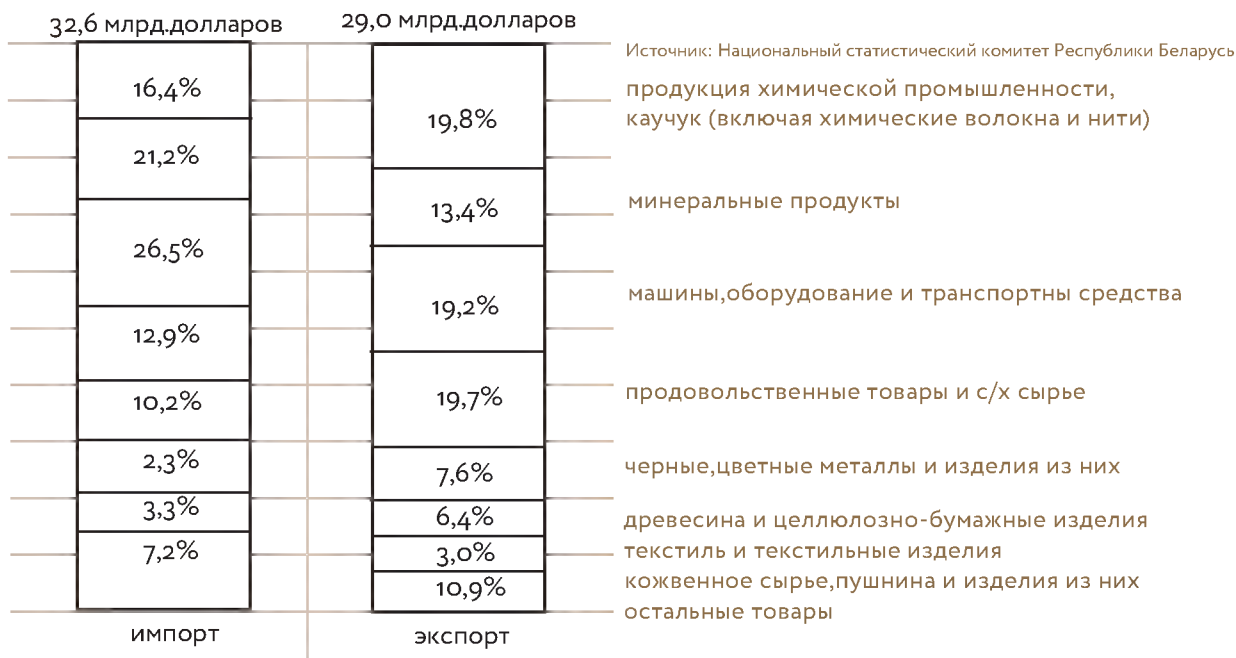 32,6 млрд.долларов
29,0 млрд.долларов
Источник: Национальный статистический комитет Республики Беларусь
16,4%
21,2%
26,5%
12,9%
10,2%
2,3%
3,3%
7,2%
импорт
19,8%
13,4%
19,2%
19,7%
7,6%
6,4%
3,0%
10,9%
экспорт
продукция химической промышленности,
каучук (включая химические волокна и нити)
минеральные продукты
машины,оборудование и транспортны средства
продовольственные товары и с/х сырье
черные,цветные металлы и изделия из них
древесина и целлюлозно-бумажные изделия
текстиль и текстильные изделия
кожвенное сырье,пушнина и изделия из них
остальные товары